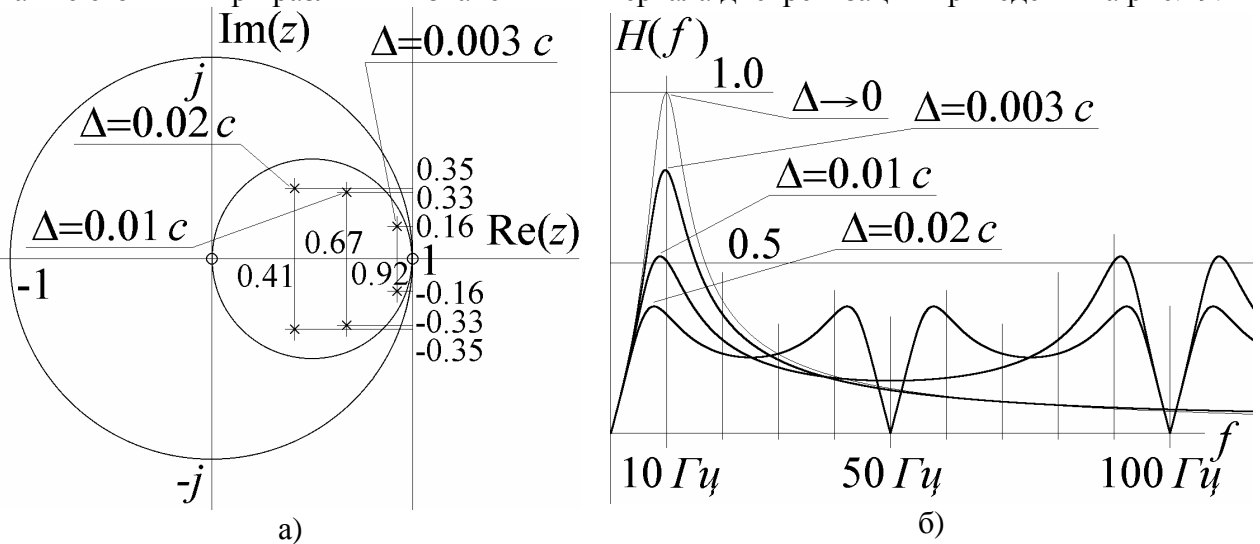 Im(z)
j
Δ=0.003 c
Δ=0.02 c
0.35
0.33
0.16
Δ=0.01 c
0.67
Re(z)
0.41
0.92
1
-1
-0.16
-0.33
-0.35
-j
а)
H(f)
1.0
Δ→0
Δ=0.003 c
Δ=0.01 c
0.5
Δ=0.02 c
f
10 Гц
50 Гц
100 Гц
б)